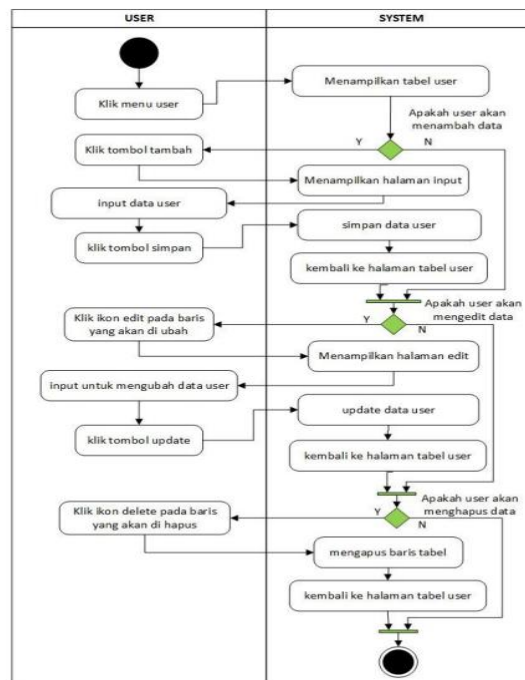 USER
SYSTEM
Klik menu user
Menampilkan tabel user
Apakah user akan
menambah data
Y
N
Klik tombol tambah
Menampilkan halaman input
input data user
klik tombol simpan
simpan data user
kembali ke halaman tabel user
Apakah user akan
mengedit data
Y
N
Klik ikon edit pada baris
yang akan di ubah
Menampilkan halaman edit
input untuk mengubah data user
klik tombol update
update data user
kembali ke halaman tabel user
Apakah user akan
menghapus data
Y
N
Klik ikon delete pada baris
yang akan di hapus
mengapus baris tabel
kembali ke halaman tabel user